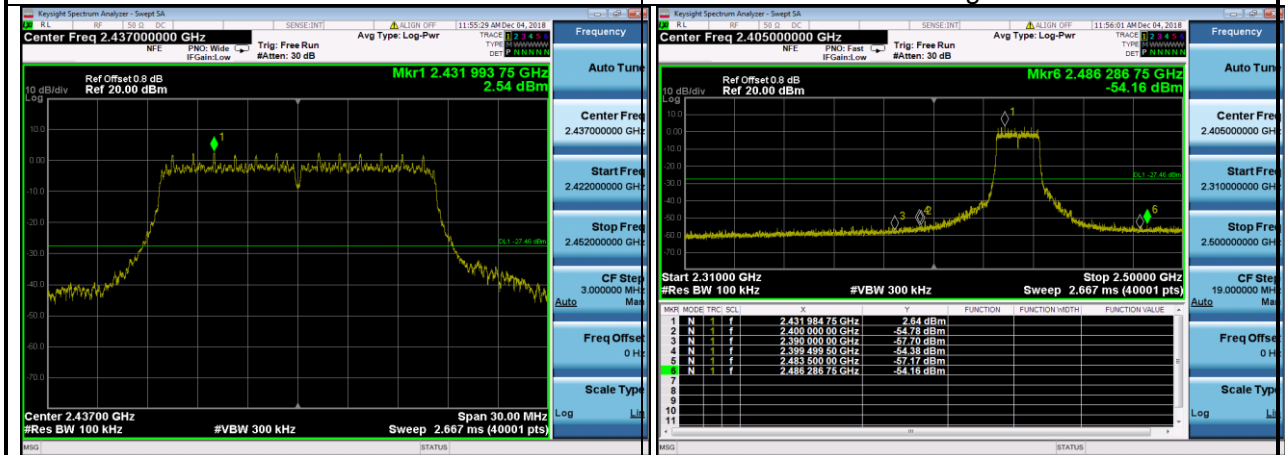 Keysight Spectrum Analyzer - Swept SA
RL RF 50 Ω DC SENSE:INT ALIGN OFF 11:55:29 AM Dec 04, 2018
Center Freq 2.437000000 GHz
Avg Type: Log-Pwr
TRACE 1 2 3 4 5 6
NFE PNO: Wide Trig: Free Run
TYPE M WWWWW
IFGain:Low #Atten: 30 dB
DET P NNNNN
Ref Offset 0.8 dB
Mkr1 2.431 993 75 GHz
10 dB/div Ref 20.00 dBm
2.54 dBm
Log
1
10.0
0.00
-10.0
-20.0
DL1 -27.46 dBm
-30.0
-40.0
-50.0
-60.0
-70.0
Center 2.43700 GHz
Span 30.00 MHz
#Res BW 100 kHz #VBW 300 kHz Sweep 2.667 ms (40001 pts)
MSG STATUS
Frequency
Auto Tune
Center Freq
2.437000000 GHz
Start Freq
2.422000000 GHz
Stop Freq
2.452000000 GHz
CF Step
3.000000 MHz
Auto Man
Freq Offset
0 Hz
Scale Type
Log Lin
Keysight Spectrum Analyzer - Swept SA
RL RF 50 Ω DC SENSE:INT ALIGN OFF 11:56:01 AM Dec 04, 2018
Center Freq 2.405000000 GHz
Avg Type: Log-Pwr
TRACE 1 2 3 4 5 6
NFE PNO: Fast Trig: Free Run
TYPE M WWWWW
IFGain:Low #Atten: 30 dB
DET P NNNNN
Ref Offset 0.8 dB
Mkr6 2.486 286 75 GHz
10 dB/div Ref 20.00 dBm
-54.16 dBm
Log
1
10.0
0.00
-10.0
-20.0
DL1 -27.46 dBm
-30.0
-40.0
-50.0
3
6
-60.0
-70.0
Start 2.31000 GHz
Stop 2.50000 GHz
#Res BW 100 kHz #VBW 300 kHz Sweep 2.667 ms (40001 pts)
MKR MODE TRC SCL X Y FUNCTION FUNCTION WIDTH FUNCTION VALUE
1 N 1 f 2.431 984 75 GHz 2.64 dBm
2 N 1 f 2.400 000 00 GHz -54.78 dBm
3 N 1 f 2.390 000 00 GHz -57.70 dBm
4 N 1 f 2.399 499 50 GHz -54.38 dBm
5 N 1 f 2.483 500 00 GHz -57.17 dBm
6 N 1 f 2.486 286 75 GHz -54.16 dBm
7
8
9
10
11
MSG STATUS
Frequency
Auto Tune
Center Freq
2.405000000 GHz
Start Freq
2.310000000 GHz
Stop Freq
2.500000000 GHz
CF Step
19.000000 MHz
Auto Man
Freq Offset
0 Hz
Scale Type
Log Lin